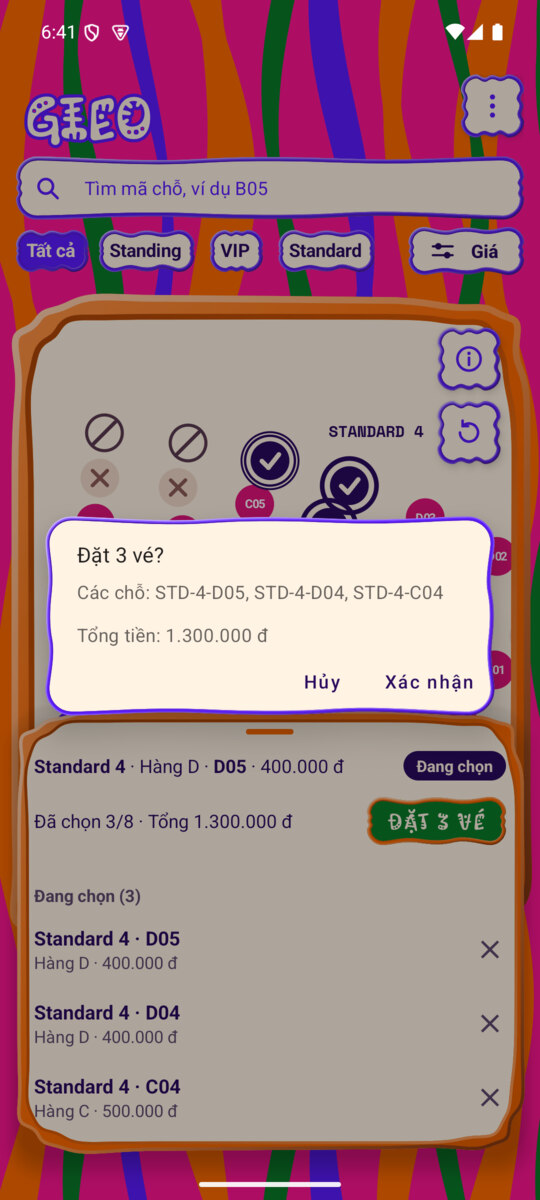 6:41
GIEO
Tìm mã chỗ, ví dụ B05
Tất cả
Standing
VIP
Standard
Giá
STANDARD 4
C05
D03
02
01
Đặt 3 vé?
Các chỗ: STD-4-D05, STD-4-D04, STD-4-C04
Tổng tiền: 1.300.000 đ
Hủy
Xác nhận
Standard 4 · Hàng D · D05 · 400.000 đ
Đang chọn
Đã chọn 3/8 · Tổng 1.300.000 đ
ĐẶT 3 VÉ
Đang chọn (3)
Standard 4 · D05
Hàng D · 400.000 đ
Standard 4 · D04
Hàng D · 400.000 đ
Standard 4 · C04
Hàng C · 500.000 đ